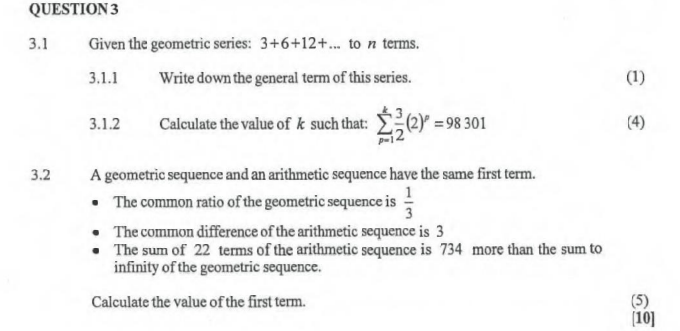 QUESTION 3
3.1 Given the geometric series: 3+6+12+... to n terms.
3.1.1 Write down the general term of this series. (1)
3.1.2 Calculate the value of k such that: \sum_{p=1}^{k} \frac{3}{2}(2)^p = 98 301 (4)
3.2 A geometric sequence and an arithmetic sequence have the same first term.
• The common ratio of the geometric sequence is \frac{1}{3}
• The common difference of the arithmetic sequence is 3
• The sum of 22 terms of the arithmetic sequence is 734 more than the sum to
infinity of the geometric sequence.
Calculate the value of the first term. (5)
[10]